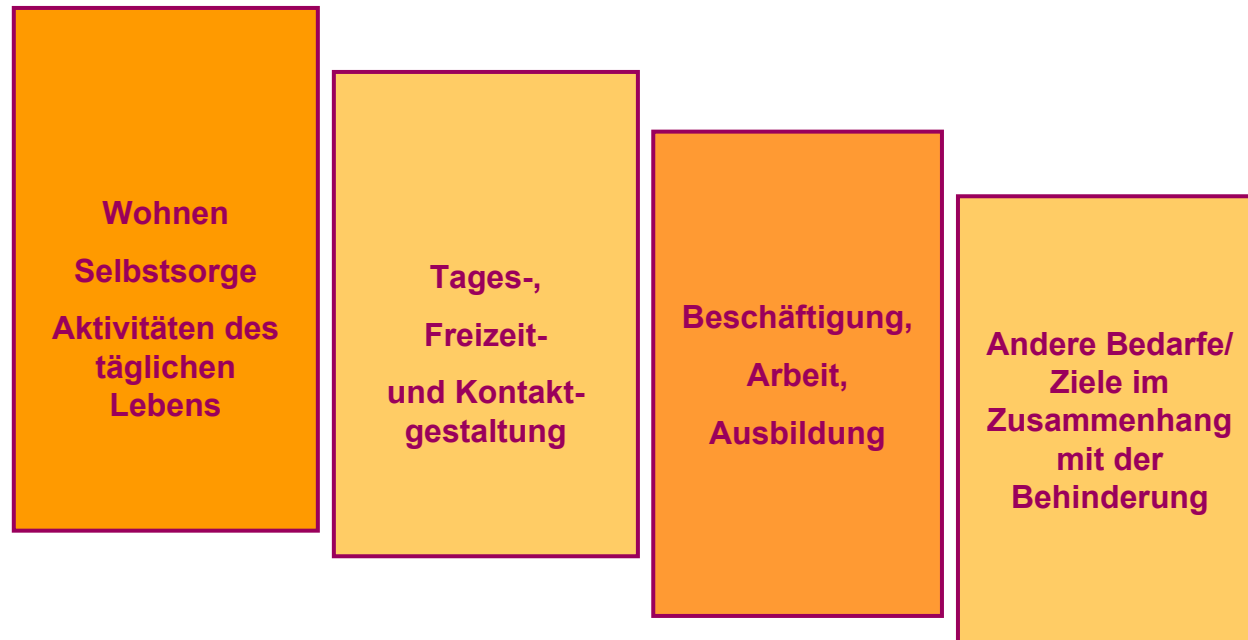 Wohnen
Selbstsorge
Aktivitäten des
täglichen
Lebens
Tages-,
Freizeit-
und Kontakt-
gestaltung
Beschäftigung,
Arbeit,
Ausbildung
Andere Bedarfe/
Ziele im
Zusammenhang
mit der
Behinderung